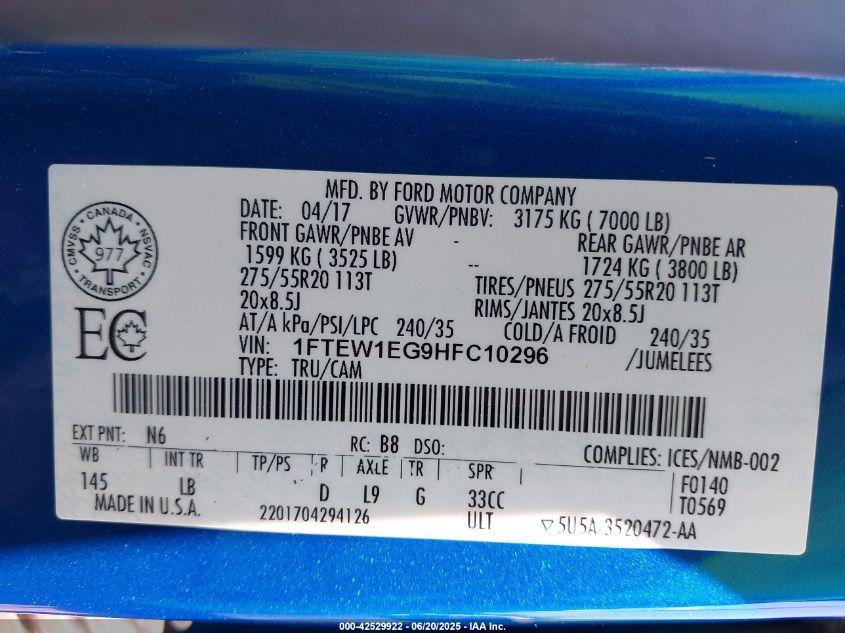 MFD. BY FORD MOTOR COMPANY
DATE: 04/17 GVWR/PNBV: 3175 KG ( 7000 LB)
FRONT GAWR/PNBE AV - REAR GAWR/PNBE AR
1599 KG ( 3525 LB) -- 1724 KG ( 3800 LB)
275/55R20 113T TIRES/PNEUS 275/55R20 113T
20x8.5J RIMS/JANTES 20x8.5J
AT/A kPa/PSI/LPC 240/35 COLD/A FROID 240/35
VIN: 1FTEW1EG9HFC10296 /JUMELEES
TYPE: TRU/CAM
CANADA
CMVSS NSVAC
977
TRANSPORT
EC
EXT PNT: N6 RC: B8 DSO: COMPLIES: ICES/NMB-002
WB INT TR TP/PS R AXLE TR SPR F0140
145 LB D L9 G 33CC T0569
MADE IN U.S.A. 2201704294126 ULT ▽5U5A-3520472-AA
000-42529922 - 06/20/2025 - IAA Inc.